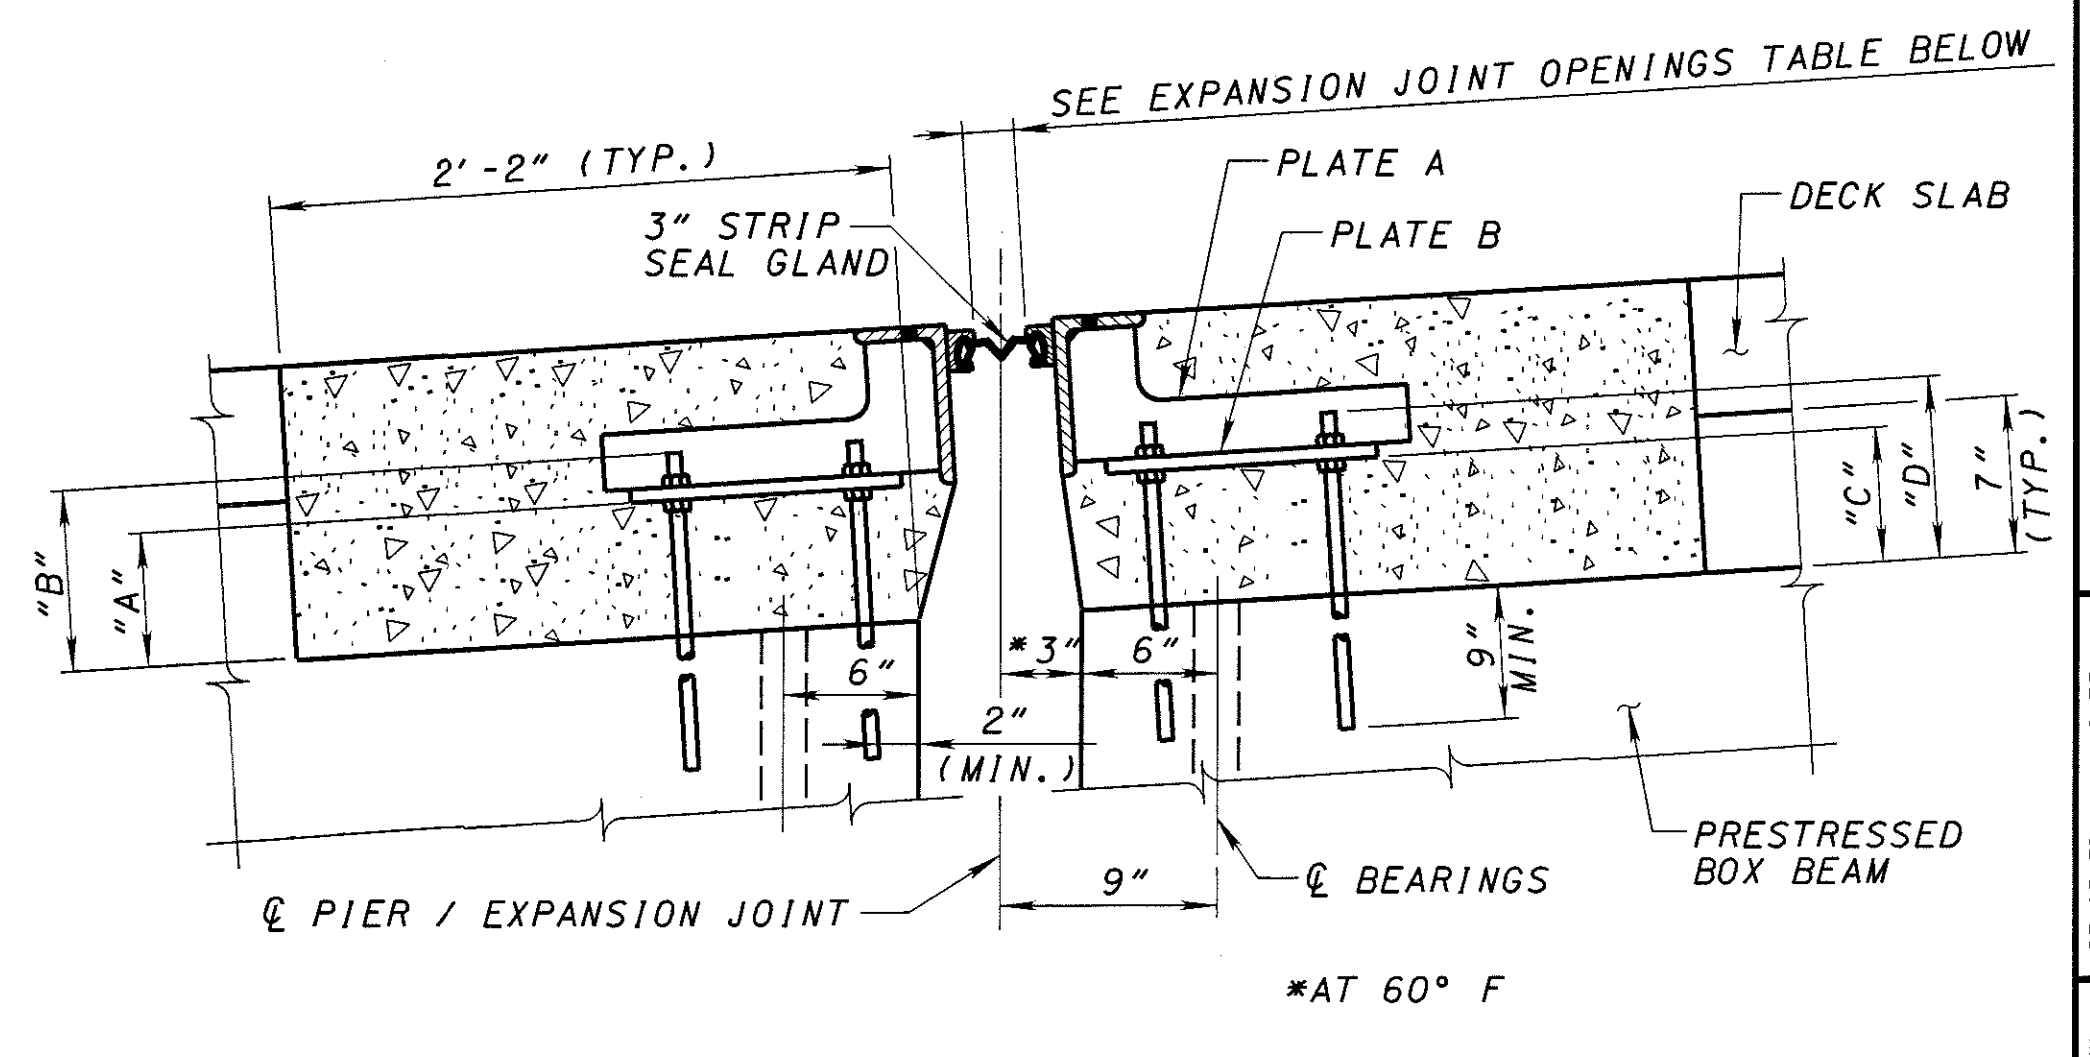 SEE EXPANSION JOINT OPENINGS TABLE BELOW
2'-2" (TYP.)
PLATE A
DECK SLAB
3" STRIP
SEAL GLAND
PLATE B
"B"
"A"
"C"
"D"
7"
(TYP.)
*3"
6"
6"
9"
MIN.
2"
(MIN.)
PRESTRESSED
BOX BEAM
℄ PIER / EXPANSION JOINT
9"
℄ BEARINGS
*AT 60° F